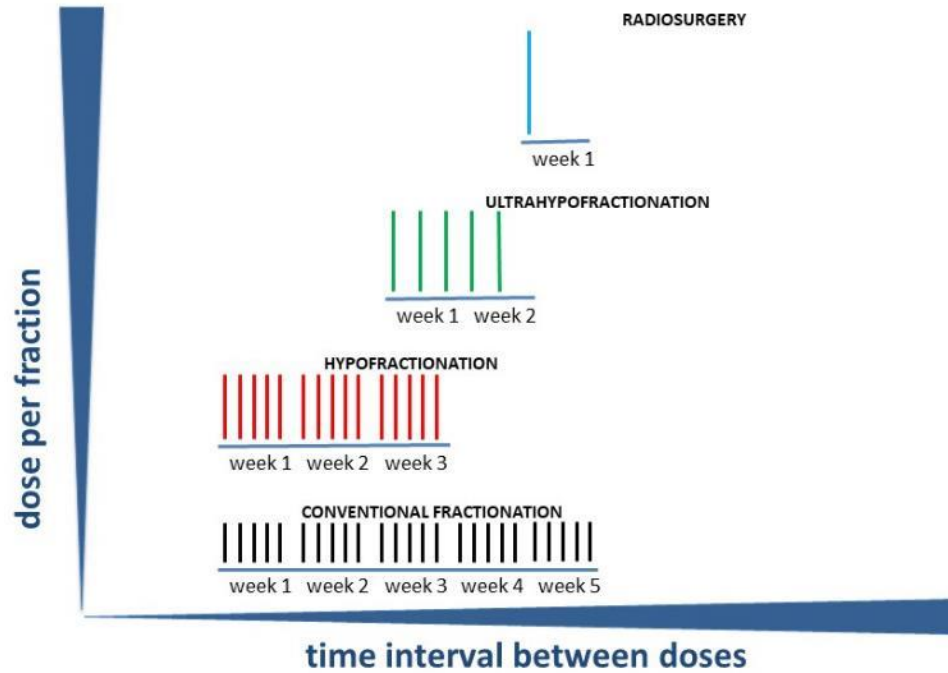 RADIOSURGERY
week 1
ULTRAHYPOFRACTIONATION
week 1 week 2
HYPOFRACTIONATION
week 1 week 2 week 3
CONVENTIONAL FRACTIONATION
week 1 week 2 week 3 week 4 week 5
dose per fraction
time interval between doses